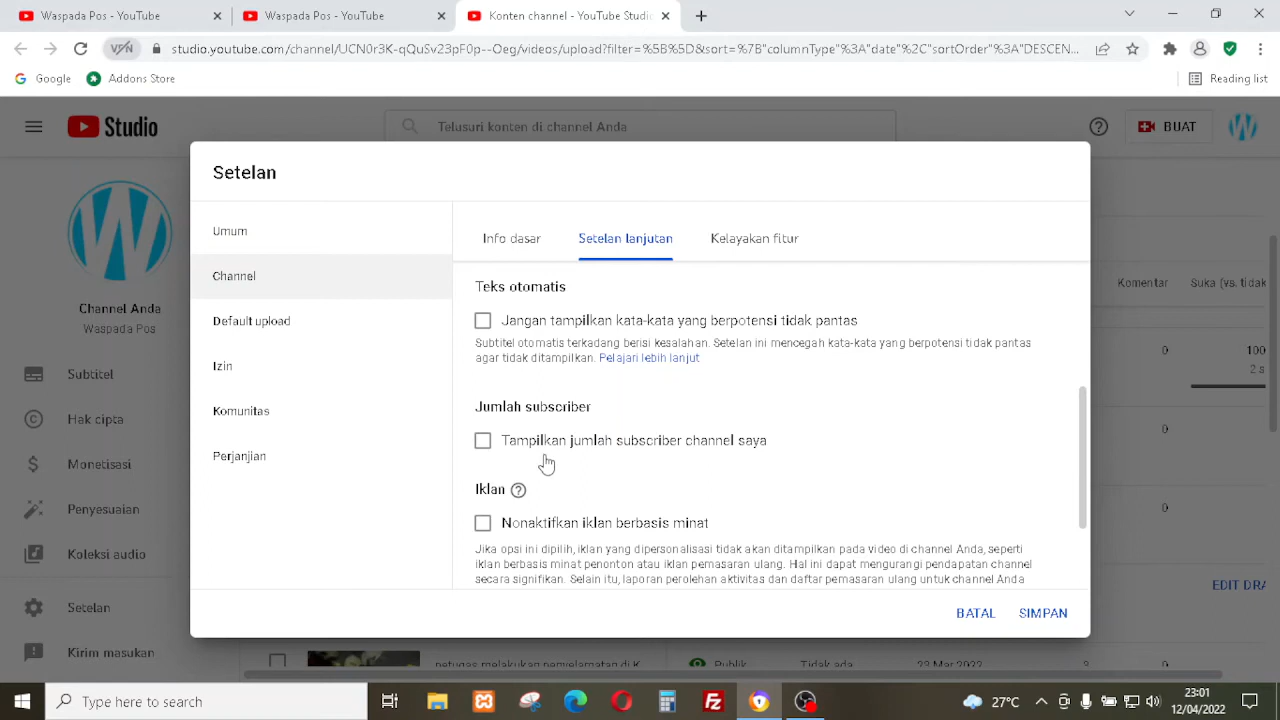 Waspada Pos - YouTube
Waspada Pos - YouTube
Konten channel - YouTube Studio
VPN
studio.youtube.com/channel/UCN0r3K-qQuSv23pF0p--Oeg/videos/upload?filter=%5B%5D&sort=%7B"columnType"%3A"date"%2C"sortOrder"%3A"DESCEN...
Google
Addons Store
Reading list
Studio
Telusuri konten di channel Anda
BUAT
Channel Anda
Waspada Pos
Subtitel
Hak cipta
Monetisasi
Penyesuaian
Koleksi audio
Setelan
Kirim masukan
Setelan
Umum
Channel
Default upload
Izin
Komunitas
Perjanjian
Info dasar
Setelan lanjutan
Kelayakan fitur
Teks otomatis
Jangan tampilkan kata-kata yang berpotensi tidak pantas
Subtitel otomatis terkadang berisi kesalahan. Setelan ini mencegah kata-kata yang berpotensi tidak pantas
agar tidak ditampilkan. Pelajari lebih lanjut
Jumlah subscriber
Tampilkan jumlah subscriber channel saya
Iklan
Nonaktifkan iklan berbasis minat
Jika opsi ini dipilih, iklan yang dipersonalisasi tidak akan ditampilkan pada video di channel Anda, seperti
iklan berbasis minat penonton atau iklan pemasaran ulang. Hal ini dapat mengurangi pendapatan channel
secara signifikan. Selain itu, laporan perolehan aktivitas dan daftar pemasaran ulang untuk channel Anda
BATAL
SIMPAN
Komentar
Suka (vs. tidak
0
100
2 s
0
0
EDIT DRA
petugas melakukan penyelamatan di K
Publik
Tidak ada
Mar 2022
Type here to search
27°C
23:01
12/04/2022